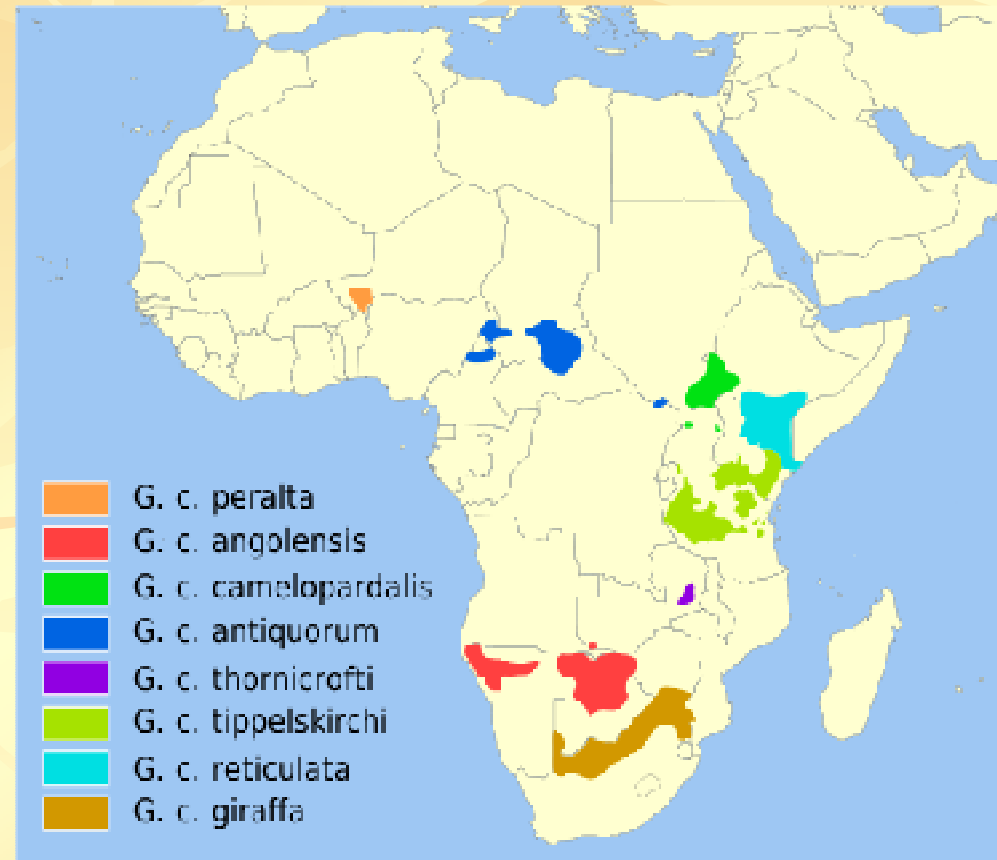 G. c. peralta
G. c. angolensis
G. c. camelopardalis
G. c. antiquorum
G. c. thornicrofti
G. c. tippelskirchi
G. c. reticulata
G. c. giraffa